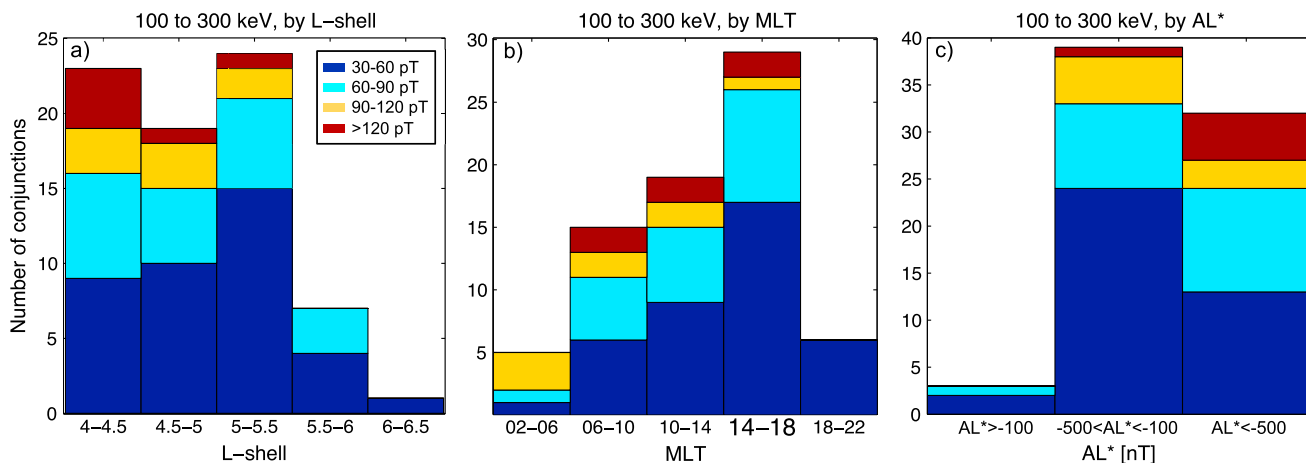 100 to 300 keV, by L−shell
a)
25
20
15
10
5
0
Number of conjunctions
30-60 pT
60-90 pT
90-120 pT
>120 pT
4−4.5 4.5−5 5−5.5 5.5−6 6−6.5
L−shell
100 to 300 keV, by MLT
b)
30
25
20
15
10
5
02−06 06−10 10−14 14−18 18−22
MLT
100 to 300 keV, by AL*
c)
40
35
30
25
20
15
10
5
0
AL*>-100 -500<AL*<-100 AL*<-500
AL* [nT]